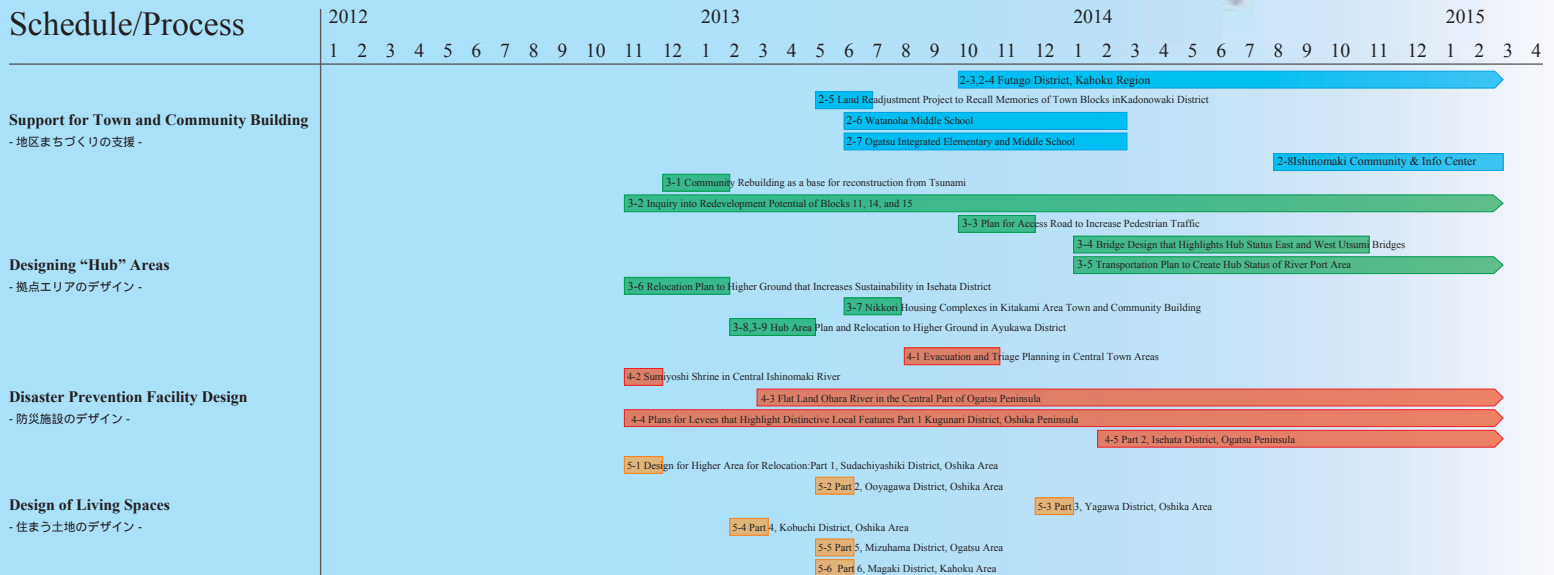 Schedule/Process
2012 2013 2014 2015
1 2 3 4 5 6 7 8 9 10 11 12 1 2 3 4 5 6 7 8 9 10 11 12 1 2 3 4 5 6 7 8 9 10 11 12 1 2 3 4
Support for Town and Community Building
- 地区まちづくりの支援 -
2-3,2-4 Futago District, Kahoku Region
2-5 Land Readjustment Project to Recall Memories of Town Blocks inKadonowaki District
2-6 Watanoha Middle School
2-7 Ogatsu Integrated Elementary and Middle School
2-8Ishinomaki Community & Info Center
Designing “Hub” Areas
- 拠点エリアのデザイン -
3-1 Community Rebuilding as a base for reconstruction from Tsunami
3-2 Inquiry into Redevelopment Potential of Blocks 11, 14, and 15
3-3 Plan for Access Road to Increase Pedestrian Traffic
3-4 Bridge Design that Highlights Hub Status East and West Utsumi Bridges
3-5 Transportation Plan to Create Hub Status of River Port Area
3-6 Relocation Plan to Higher Ground that Increases Sustainability in Isehata District
3-7 Nikkori Housing Complexes in Kitakami Area Town and Community Building
3-8,3-9 Hub Area Plan and Relocation to Higher Ground in Ayukawa District
Disaster Prevention Facility Design
- 防災施設のデザイン -
4-1 Evacuation and Triage Planning in Central Town Areas
4-2 Sumiyoshi Shrine in Central Ishinomaki River
4-3 Flat Land Ohara River in the Central Part of Ogatsu Peninsula
4-4 Plans for Levees that Highlight Distinctive Local Features Part 1 Kugunari District, Oshika Peninsula
4-5 Part 2, Isehata District, Ogatsu Peninsula
Design of Living Spaces
- 住まう土地のデザイン -
5-1 Design for Higher Area for Relocation:Part 1, Sudachiyashiki District, Oshika Area
5-2 Part 2, Ooyagawa District, Oshika Area
5-3 Part 3, Yagawa District, Oshika Area
5-4 Part 4, Kobuchi District, Oshika Area
5-5 Part 5, Mizuhama District, Ogatsu Area
5-6 Part 6, Magaki District, Kahoku Area